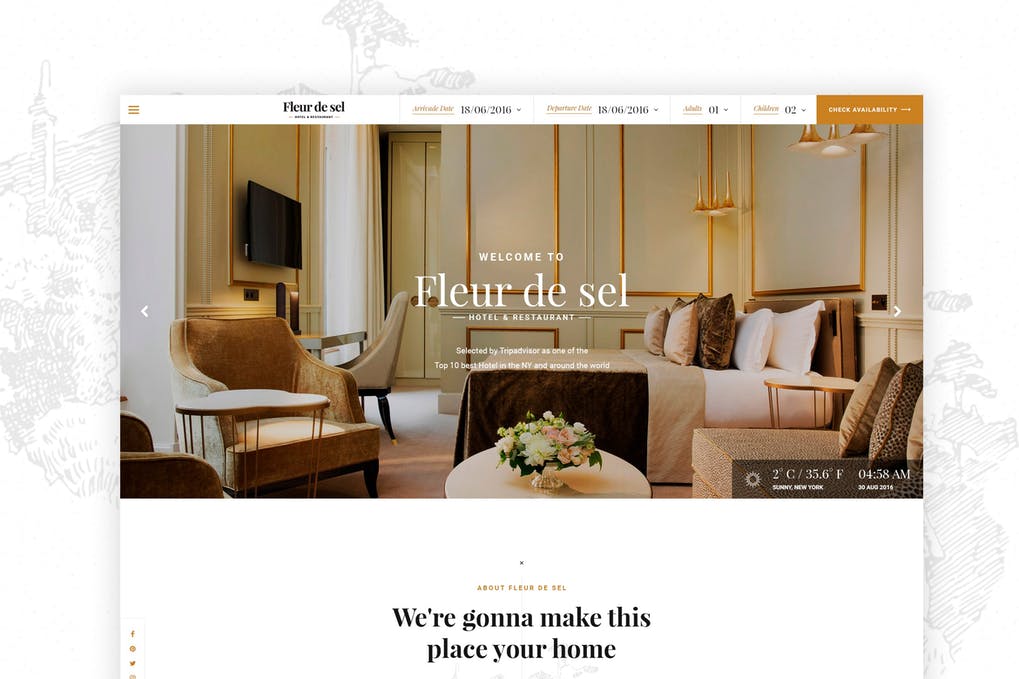 Fleur de sel
HOTEL & RESTAURANT
Arrivade Date 18/06/2016
Departure Date 18/06/2016
Adults 01
Children 02
CHECK AVAILABILITY
WELCOME TO
Fleur de sel
HOTEL & RESTAURANT
Selected by Tripadvisor as one of the
Top 10 best Hotel in the NY and around the world
2° C / 35.6° F
SUNNY, NEW YORK
04:58 AM
30 AUG 2016
ABOUT FLEUR DE SEL
We're gonna make this
place your home